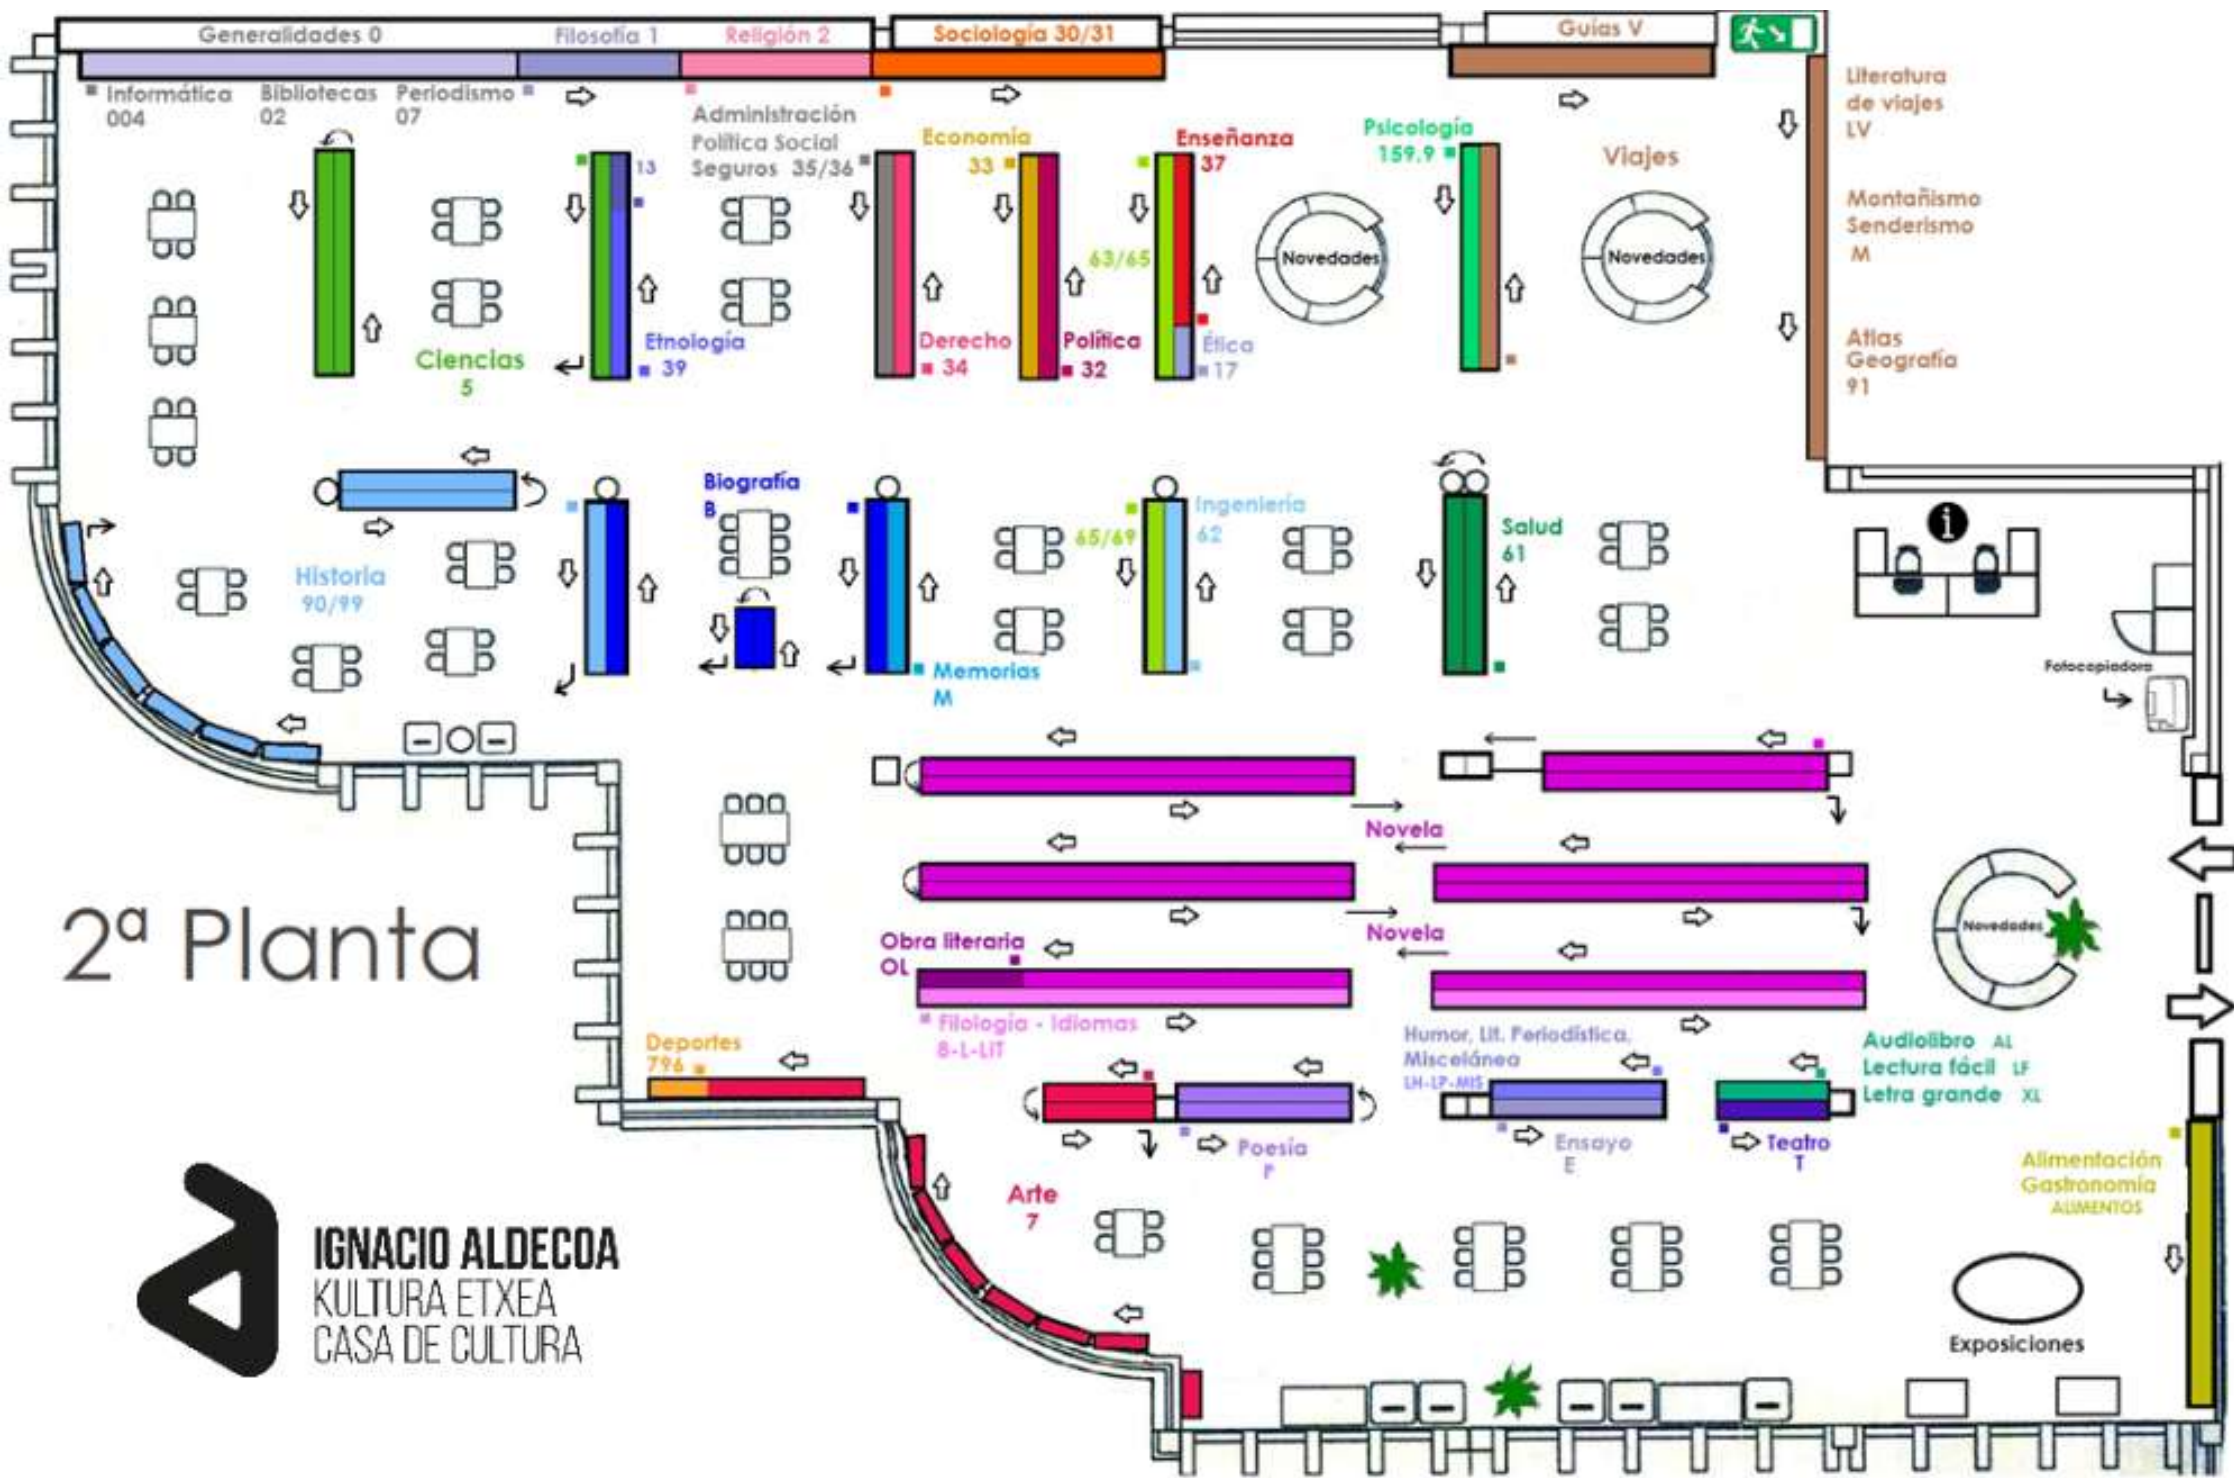 Generalidades 0
Filosofía 1
Religión 2
Sociología 30/31
Guías V
Informática
004
Bibliotecas
02
Periodismo
07
Administración
Política Social
Seguros 35/36
Economía
33
Enseñanza
37
Psicología
159.9
Viajes
Literatura
de viajes
LV
13
63/65
Novedades
Novedades
Montañismo
Senderismo
M
Ciencias
5
Etnología
39
Derecho
34
Política
32
Ética
17
Atlas
Geografía
91
Biografía
B
65/69
Ingeniería
62
Salud
61
i
Historia
90/99
Memorias
M
Fotocopiadora
Novela
2ª Planta
Novela
Novedades
Obra literaria
OL
Filología - Idiomas
8-L-LIT
Deportes
796
Humor, Lit. Periodística,
Miscelánea
LH-LP-MIS
Audiolibro AL
Lectura fácil LF
Letra grande XL
Poesía
P
Ensayo
E
Teatro
T
Arte
7
Alimentación
Gastronomía
ALIMENTOS
IGNACIO ALDECOA
KULTURA ETXEA
CASA DE CULTURA
Exposiciones